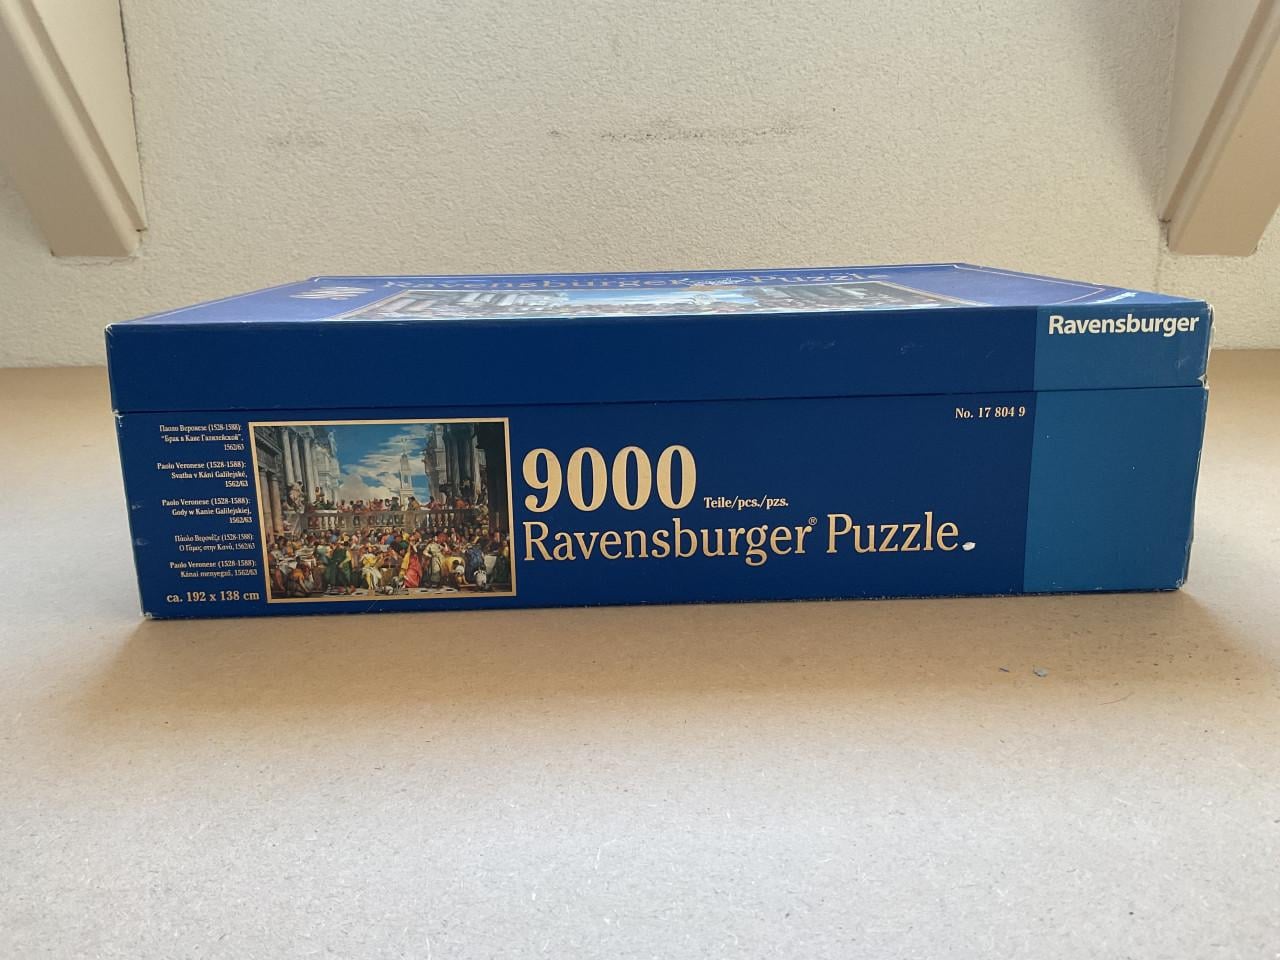 Ravensburger Puzzle
Ravensburger
No. 17 804 9
Паоло Веронезе (1528-1588):
"Брак в Кане Галилейской",
1562/63
Paolo Veronese (1528-1588):
Svatba v Káni Galilejské,
1562/63
Paolo Veronese (1528-1588):
Gody w Kanie Galilejskiej,
1562/63
Πάολο Βερονέζε (1528-1588):
Ο Γάμος στην Κανά, 1562/63
Paolo Veronese (1528-1588):
Kánai menyegző, 1562/63
ca. 192 x 138 cm
9000 Teile/pcs./pzs.
Ravensburger® Puzzle